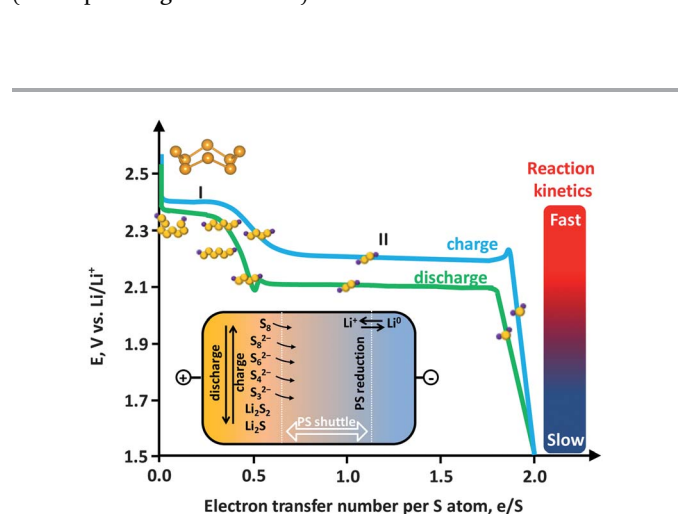 2.5
2.3
2.1
1.9
1.7
1.5
E, V vs. Li/Li⁺
I
II
charge
discharge
Reaction
kinetics
Fast
Slow
discharge
charge
S₈
S₈²⁻
S₆²⁻
S₄²⁻
S₃²⁻
Li₂S₂
Li₂S
Li⁺ Li⁰
PS reduction
PS shuttle
+
-
0.0 0.5 1.0 1.5 2.0
Electron transfer number per S atom, e/S